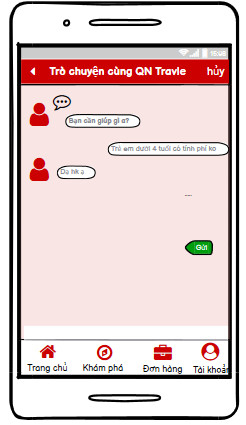 Trò chuyện cùng QN Travle hủy
Bạn cần giúp gì ạ?
Trẻ em dưới 4 tuổi có tính phí ko
Dạ hk ạ
Gửi
Trang chủ Khám phá Đơn hàng Tài khoản